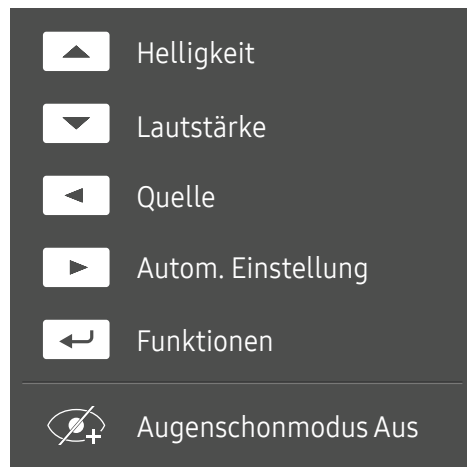 Helligkeit
Lautstärke
Quelle
Autom. Einstellung
Funktionen
Augenschonmodus Aus